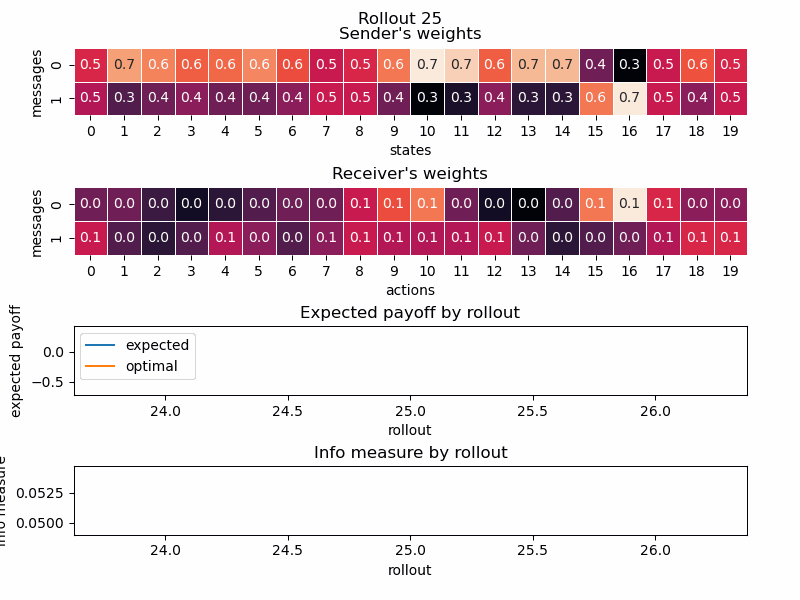 Rollout 25
Sender's weights
messages
0 0.5 0.7 0.6 0.6 0.6 0.6 0.6 0.5 0.5 0.6 0.7 0.7 0.6 0.7 0.7 0.4 0.3 0.5 0.6 0.5
1 0.5 0.3 0.4 0.4 0.4 0.4 0.4 0.5 0.5 0.4 0.3 0.3 0.4 0.3 0.3 0.6 0.7 0.5 0.4 0.5
0 1 2 3 4 5 6 7 8 9 10 11 12 13 14 15 16 17 18 19
states
Receiver's weights
messages
0 0.0 0.0 0.0 0.0 0.0 0.0 0.0 0.0 0.1 0.1 0.1 0.0 0.0 0.0 0.0 0.1 0.1 0.1 0.0 0.0
1 0.1 0.0 0.0 0.0 0.1 0.0 0.0 0.1 0.1 0.1 0.1 0.1 0.1 0.0 0.0 0.0 0.0 0.1 0.1 0.1
0 1 2 3 4 5 6 7 8 9 10 11 12 13 14 15 16 17 18 19
actions
Expected payoff by rollout
expected payoff
0.0
−0.5
expected
optimal
24.0 24.5 25.0 25.5 26.0
rollout
Info measure by rollout
info measure
0.0525
0.0500
24.0 24.5 25.0 25.5 26.0
rollout